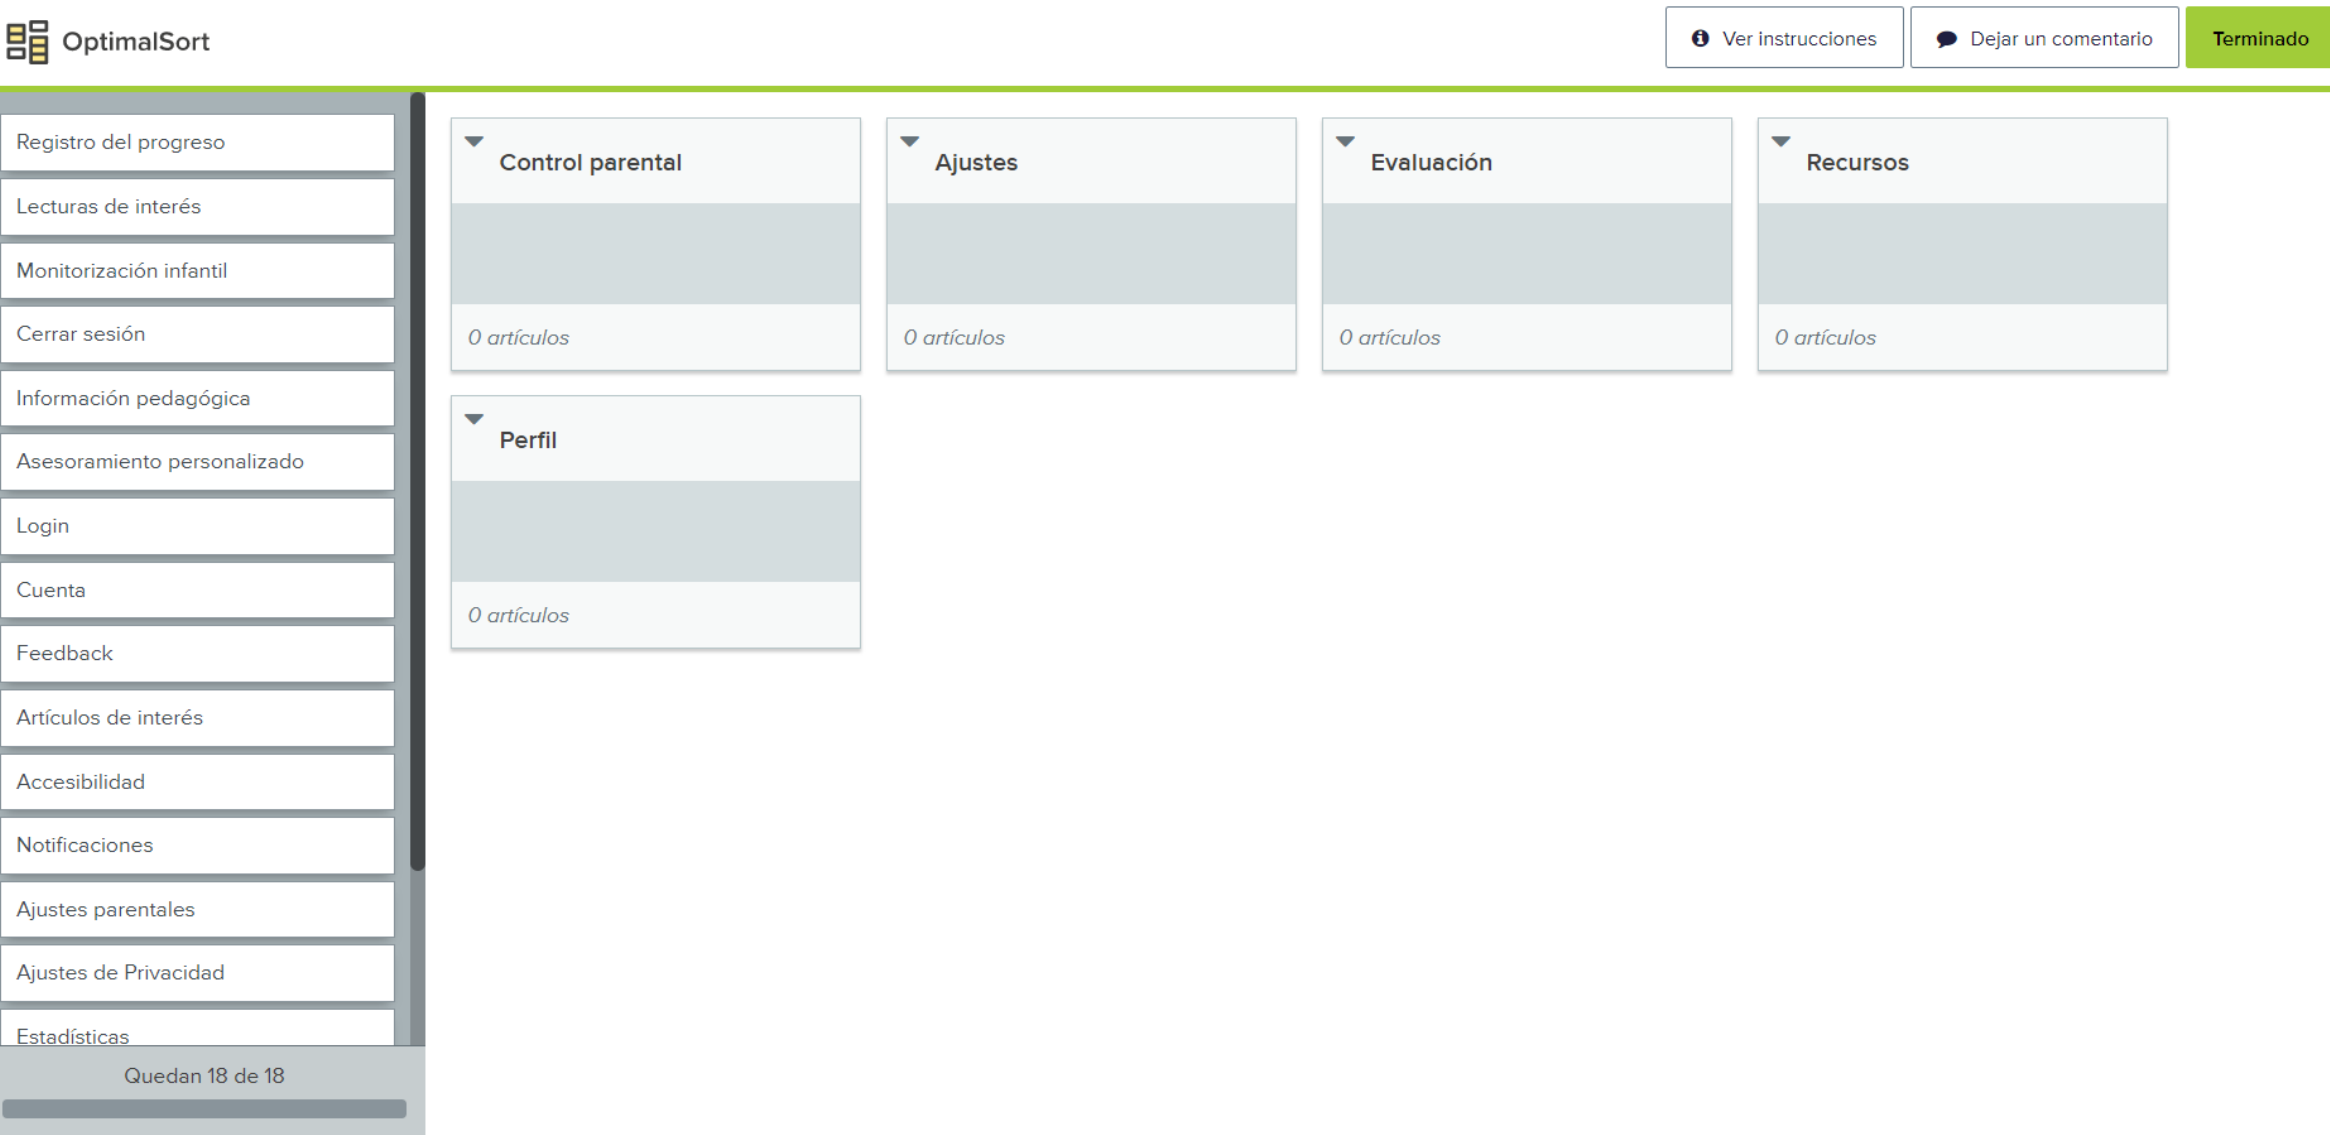 OptimalSort
Ver instrucciones
Dejar un comentario
Terminado
Registro del progreso
Lecturas de interés
Monitorización infantil
Cerrar sesión
Información pedagógica
Asesoramiento personalizado
Login
Cuenta
Feedback
Artículos de interés
Accesibilidad
Notificaciones
Ajustes parentales
Ajustes de Privacidad
Estadísticas
Quedan 18 de 18
Control parental
0 artículos
Ajustes
0 artículos
Evaluación
0 artículos
Recursos
0 artículos
Perfil
0 artículos